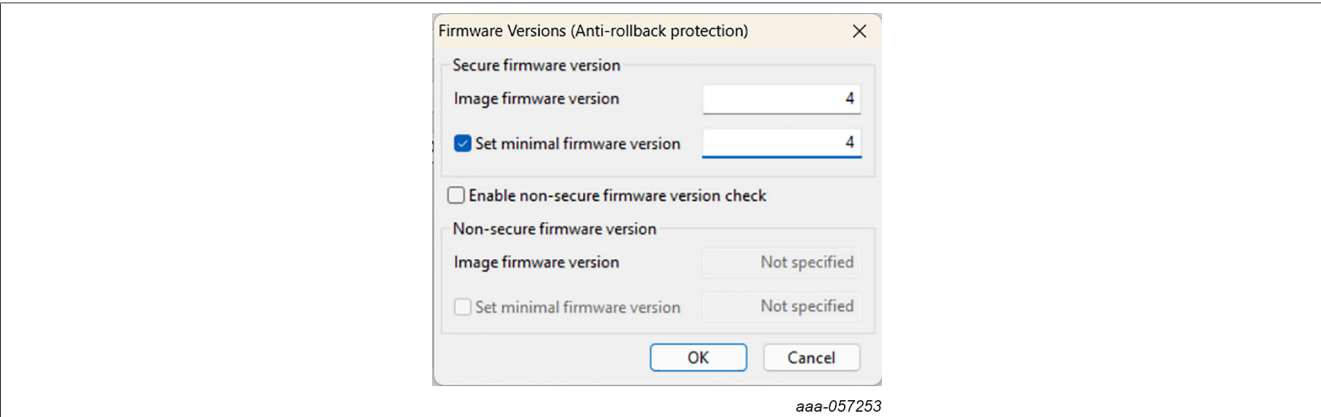 Firmware Versions (Anti-rollback protection)
Secure firmware version
Image firmware version 4
Set minimal firmware version 4
Enable non-secure firmware version check
Non-secure firmware version
Image firmware version Not specified
Set minimal firmware version Not specified
OK Cancel
aaa-057253